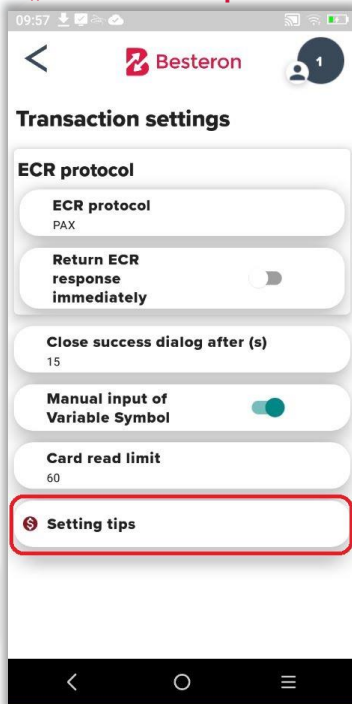 09:57
Besteron
1
Transaction settings
ECR protocol
ECR protocol
PAX
Return ECR
response
immediately
Close success dialog after (s)
15
Manual input of
Variable Symbol
Card read limit
60
$ Setting tips